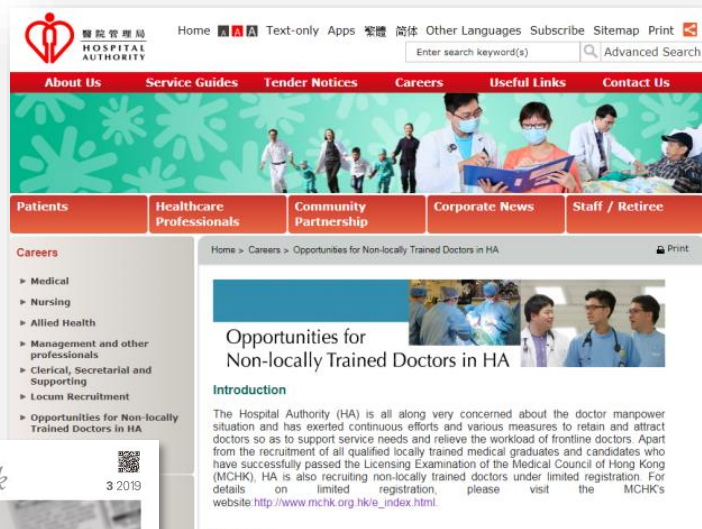 醫院管理局
HOSPITAL
AUTHORITY
Home A A A Text-only Apps 繁體 简体 Other Languages Subscribe Sitemap Print
Enter search keyword(s) Advanced Search
About Us Service Guides Tender Notices Careers Useful Links Contact Us
Patients Healthcare Professionals Community Partnership Corporate News Staff / Retiree
Careers
Medical
Nursing
Allied Health
Management and other
professionals
Clerical, Secretarial and
Supporting
Locum Recruitment
Opportunities for Non-locally
Trained Doctors in HA
3 2019
Home > Careers > Opportunities for Non-locally Trained Doctors in HA Print
Opportunities for
Non-locally Trained Doctors in HA
Introduction
The Hospital Authority (HA) is all along very concerned about the doctor manpower
situation and has exerted continuous efforts and various measures to retain and attract
doctors so as to support service needs and relieve the workload of frontline doctors. Apart
from the recruitment of all qualified locally trained medical graduates and candidates who
have successfully passed the Licensing Examination of the Medical Council of Hong Kong
(MCHK), HA is also recruiting non-locally trained doctors under limited registration. For
details on limited registration, please visit the MCHK's
website:http://www.mchk.org.hk/e_index.html.